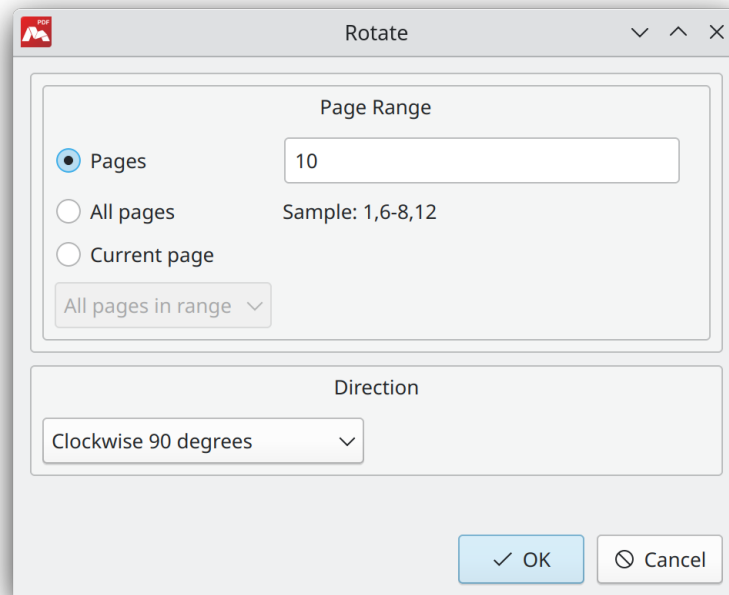 PDF
Rotate
Page Range
Pages
10
All pages
Sample: 1,6-8,12
Current page
All pages in range
Direction
Clockwise 90 degrees
OK
Cancel